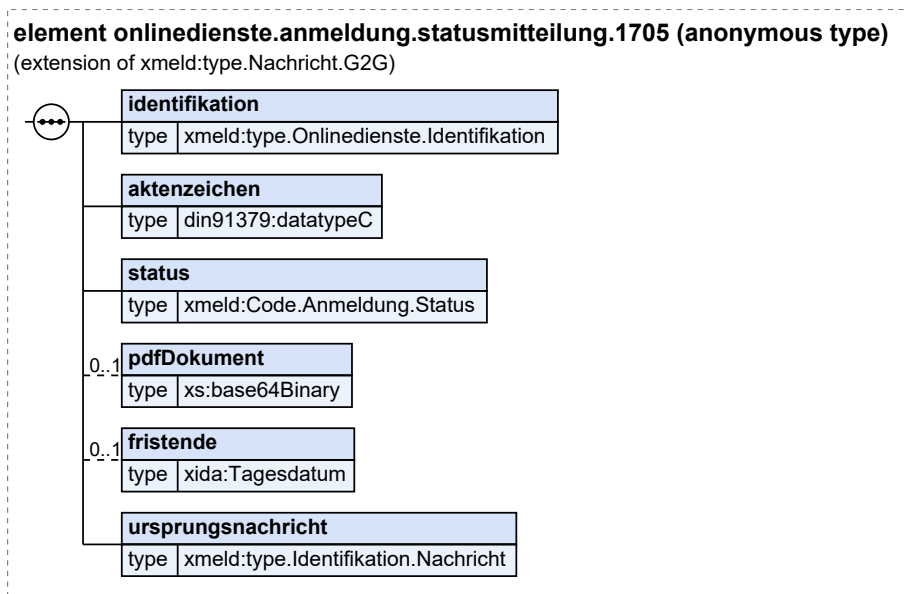 element onlinedienste.anmeldung.statusmitteilung.1705 (anonymous type)
(extension of xmeld:type.Nachricht.G2G)
identifikation
type xmeld:type.Onlinedienste.Identifikation
aktenzeichen
type din91379:datatypeC
status
type xmeld:Code.Anmeldung.Status
0..1 pdfDokument
type xs:base64Binary
0..1 fristende
type xida:Tagesdatum
ursprungsnachricht
type xmeld:type.Identifikation.Nachricht